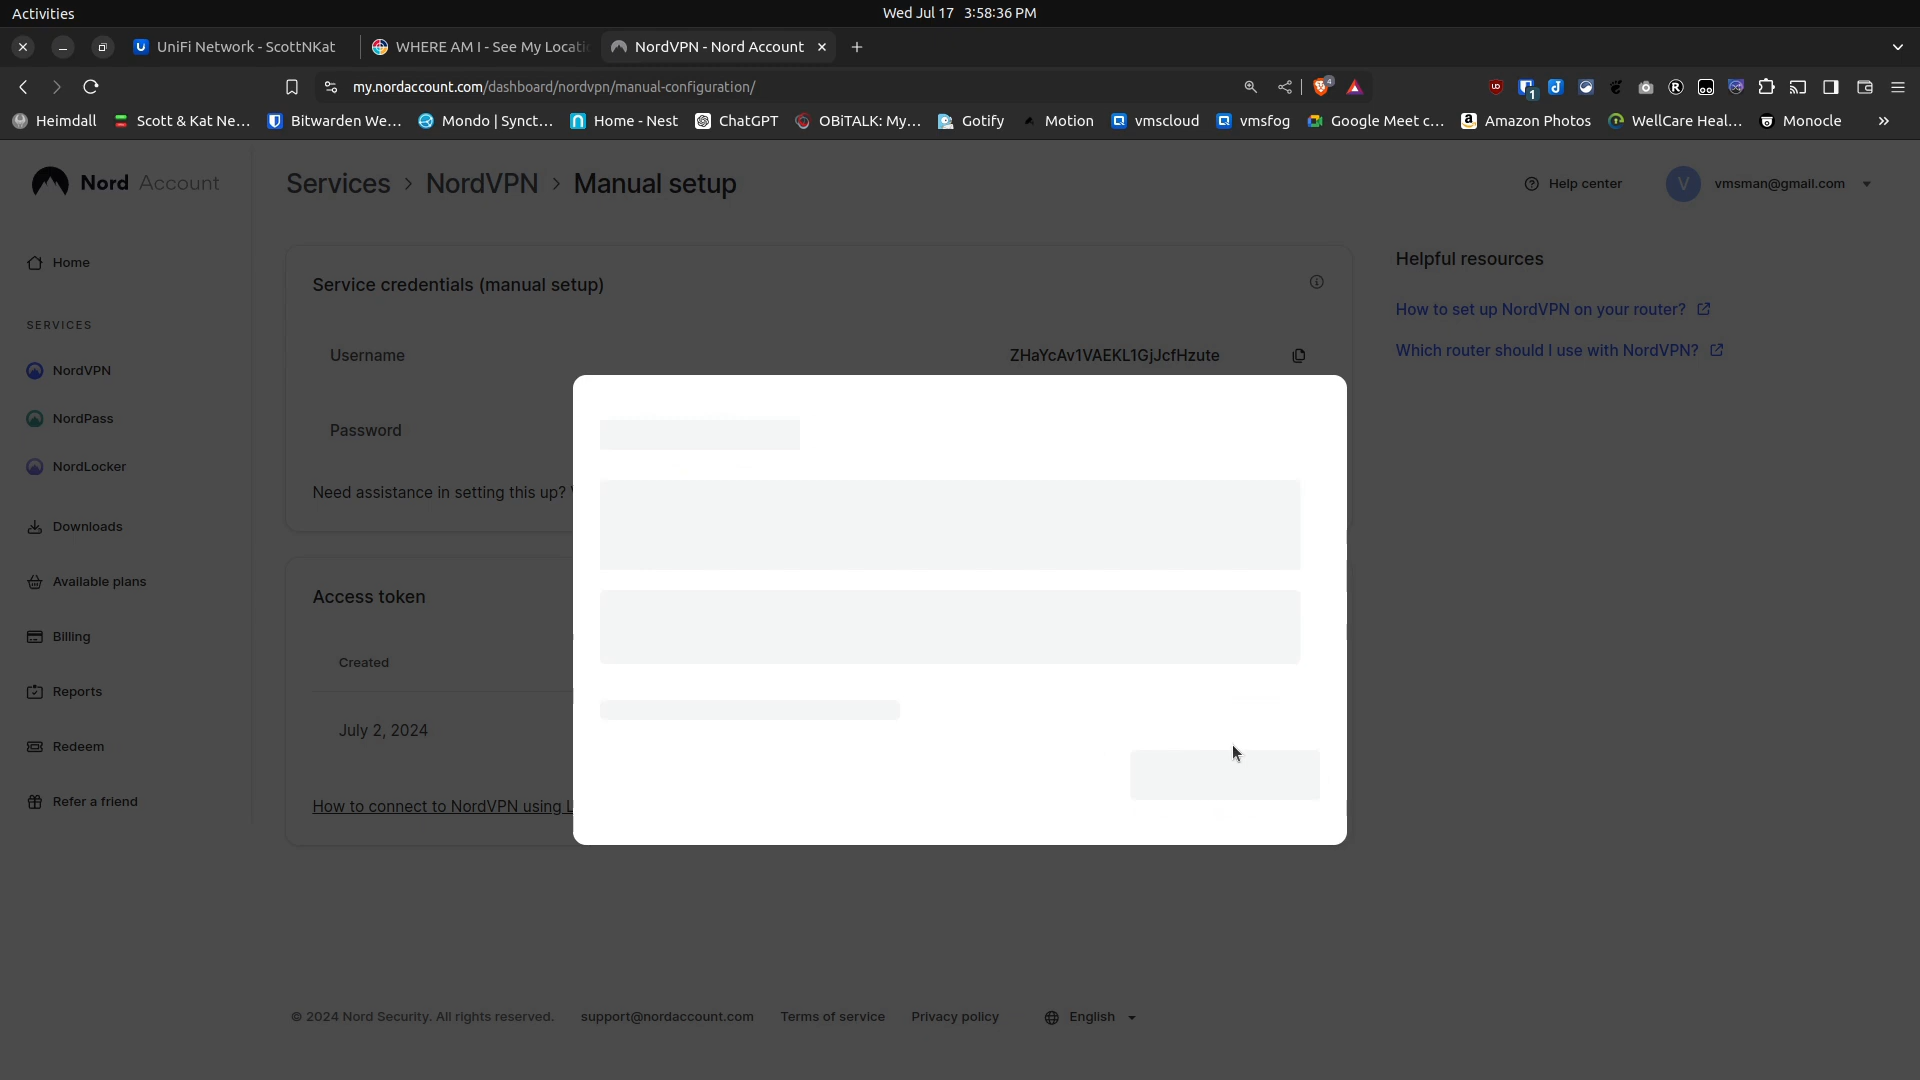 Activities
Wed Jul 17 3:58:36 PM
UniFi Network - ScottNKat
WHERE AM I - See My Locati
NordVPN - Nord Account
my.nordaccount.com/dashboard/nordvpn/manual-configuration/
4
1
Heimdall
Scott & Kat Ne...
Bitwarden We...
Mondo | Synct...
Home - Nest
ChatGPT
OBiTALK: My...
Gotify
Motion
vmscloud
vmsfog
Google Meet c...
Amazon Photos
WellCare Heal...
Monocle
Nord Account
Services > NordVPN > Manual setup
Help center
V
vmsman@gmail.com
Home
SERVICES
NordVPN
NordPass
NordLocker
Downloads
Available plans
Billing
Reports
Redeem
Refer a friend
Service credentials (manual setup)
Username
ZHaYcAv1VAEKL1GjJcfHzute
Password
Need assistance in setting this up?
Access token
Created
July 2, 2024
How to connect to NordVPN using L
Helpful resources
How to set up NordVPN on your router?
Which router should I use with NordVPN?
© 2024 Nord Security. All rights reserved.
support@nordaccount.com
Terms of service
Privacy policy
English